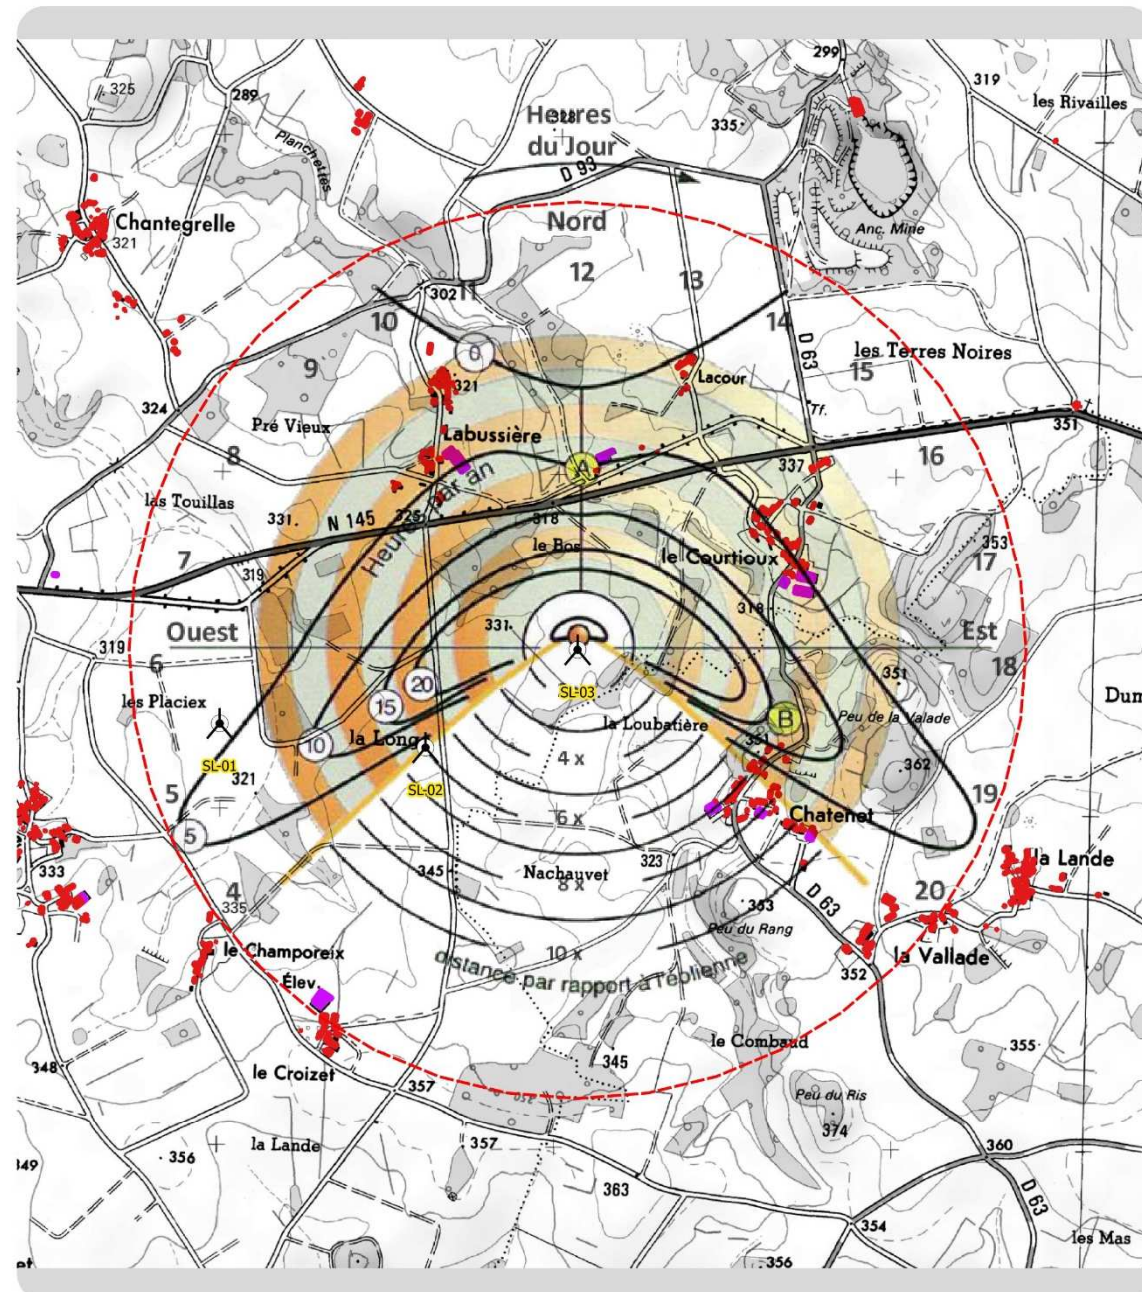 299
325
319
289
les Rivailles
Heures
du Jour
328
335
Planchettes
D 93
Chantegrelle
321
Nord
Anc. Mine
12
13
11
302
10
14
D 63
0
les Terres Noires
9
15
321
Lacour
324
Tf.
351
Pré Vieux
Labussière
8
16
A
337
Heures par an
las Touillas
331
N 145
325
318
353
le Bos
7
le Courtioux
17
319
318
Ouest
331
Est
319
6
351
18
20
SL-03
les Placiex
15
la Loubatière
Peu de la Valade
Dun
B
10
la Long
351
SL-01
4 x
321
362
SL-02
5
19
5
6 x
Chatenet
333
345
323
la Lande
Nachauvet
8 x
4
20
335
353
D 63
Peu du Rang
le Champoreix
10 x
352
la Vallade
distance par rapport à l'éolienne
Élev.
348
345
le Combaud
355
le Croizet
357
Peu du Ris
374
la Lande
356
357
360
349
363
D 63
354
les Mas
356